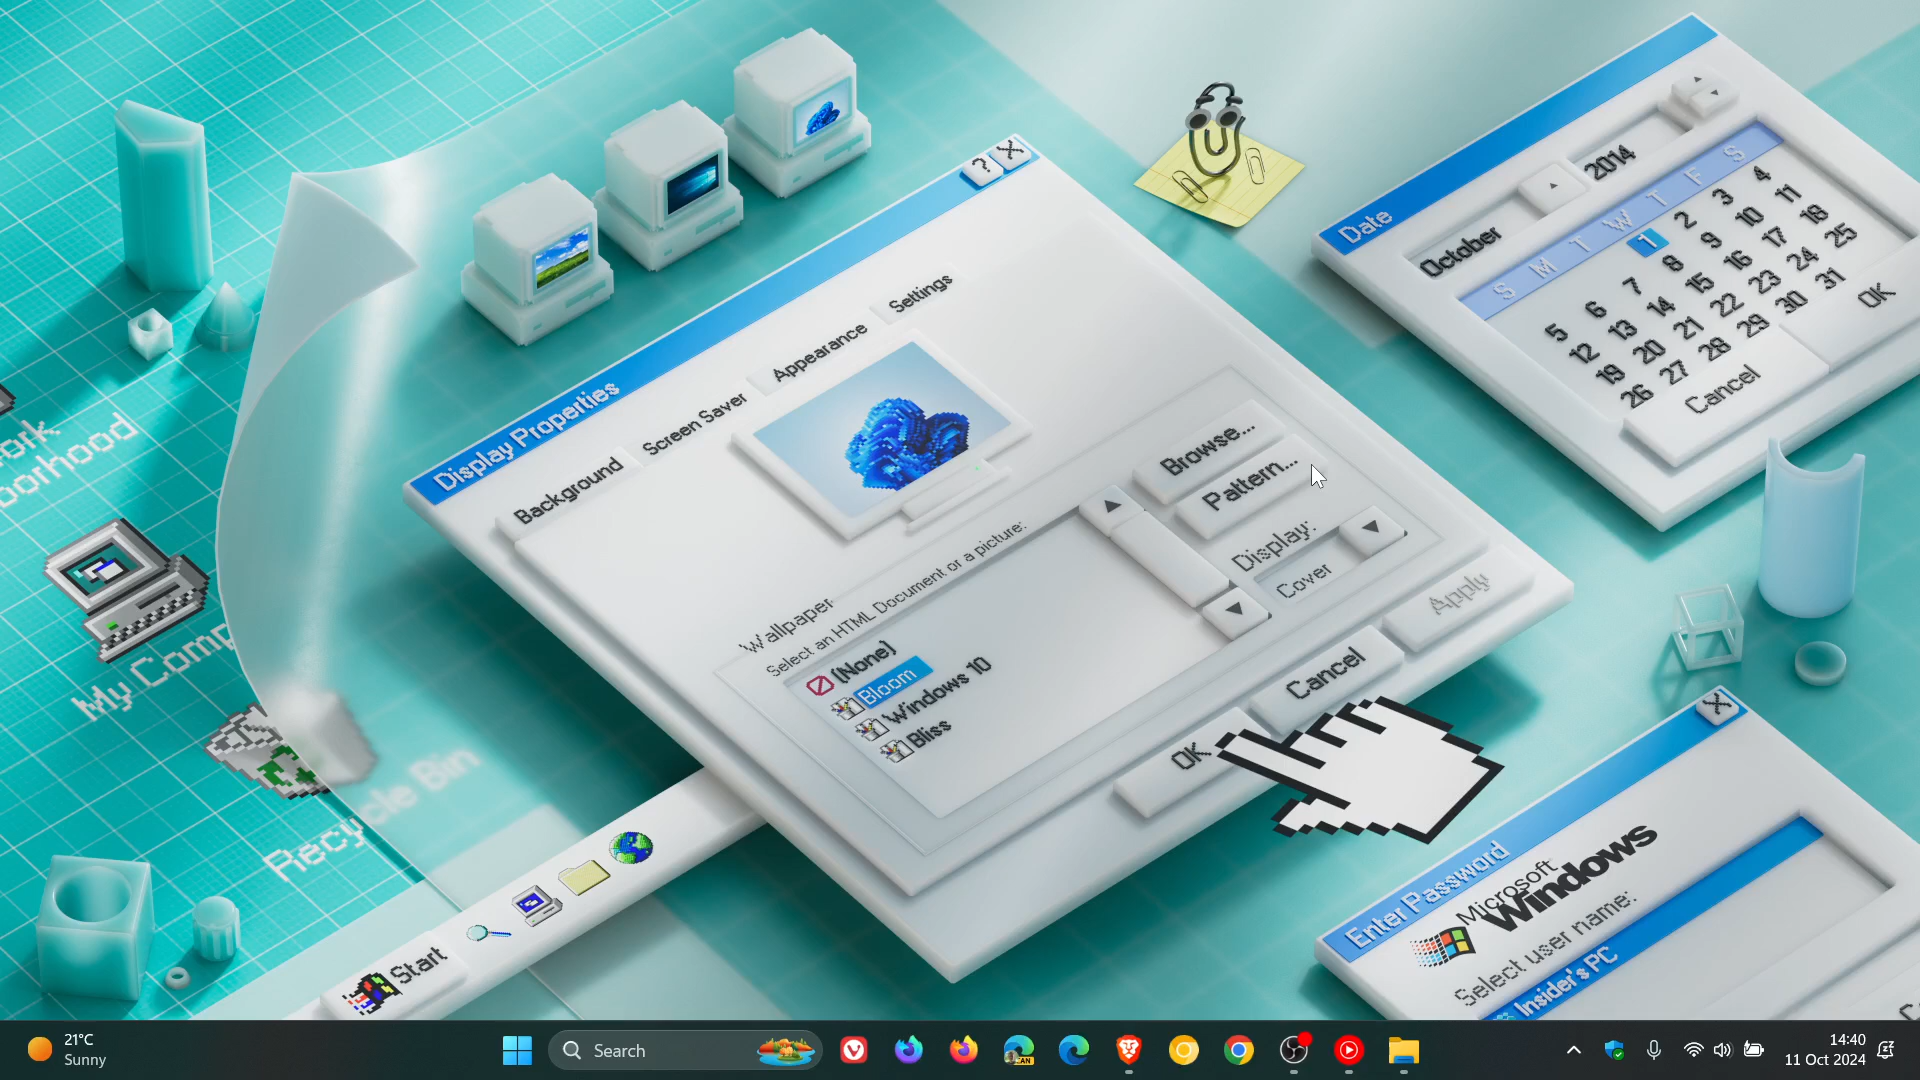 ?
Display Properties
Background
Screen Saver
Appearance
Settings
Browse...
Pattern...
Wallpaper
Select an HTML Document or a picture:
Display:
Cover
(None)
Bloom
Windows 10
Bliss
OK
Cancel
Apply
Date
October
2014
S M T W T F S
1 2 3 4
5 6 7 8 9 10 11
12 13 14 15 16 17 18
19 20 21 22 23 24 25
26 27 28 29 30 31
Cancel
OK
My Comp
Recycle Bin
Start
Enter Password
Microsoft
Windows
Select user name:
Insider's PC
21°C
Sunny
Search
CAN
14:40
11 Oct 2024